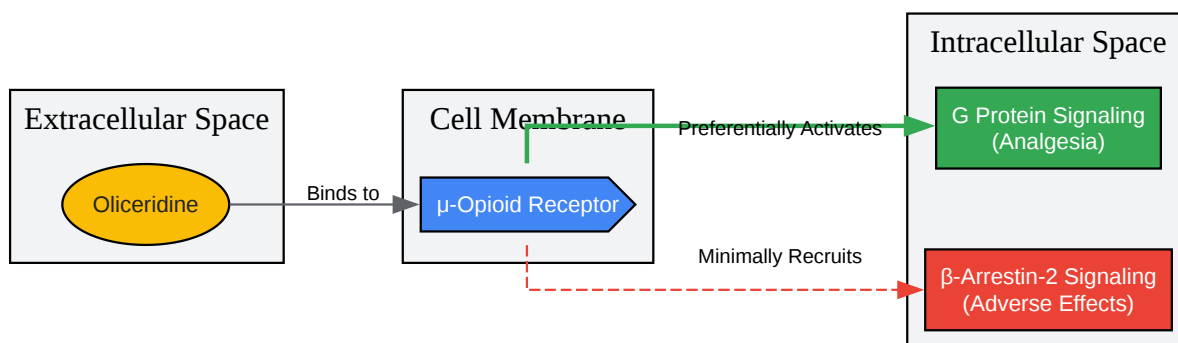 Extracellular Space
Oliceridine
Binds to
Cell Membrane
μ-Opioid Receptor
Preferentially Activates
Minimally Recruits
Intracellular Space
G Protein Signaling
(Analgesia)
β-Arrestin-2 Signaling
(Adverse Effects)